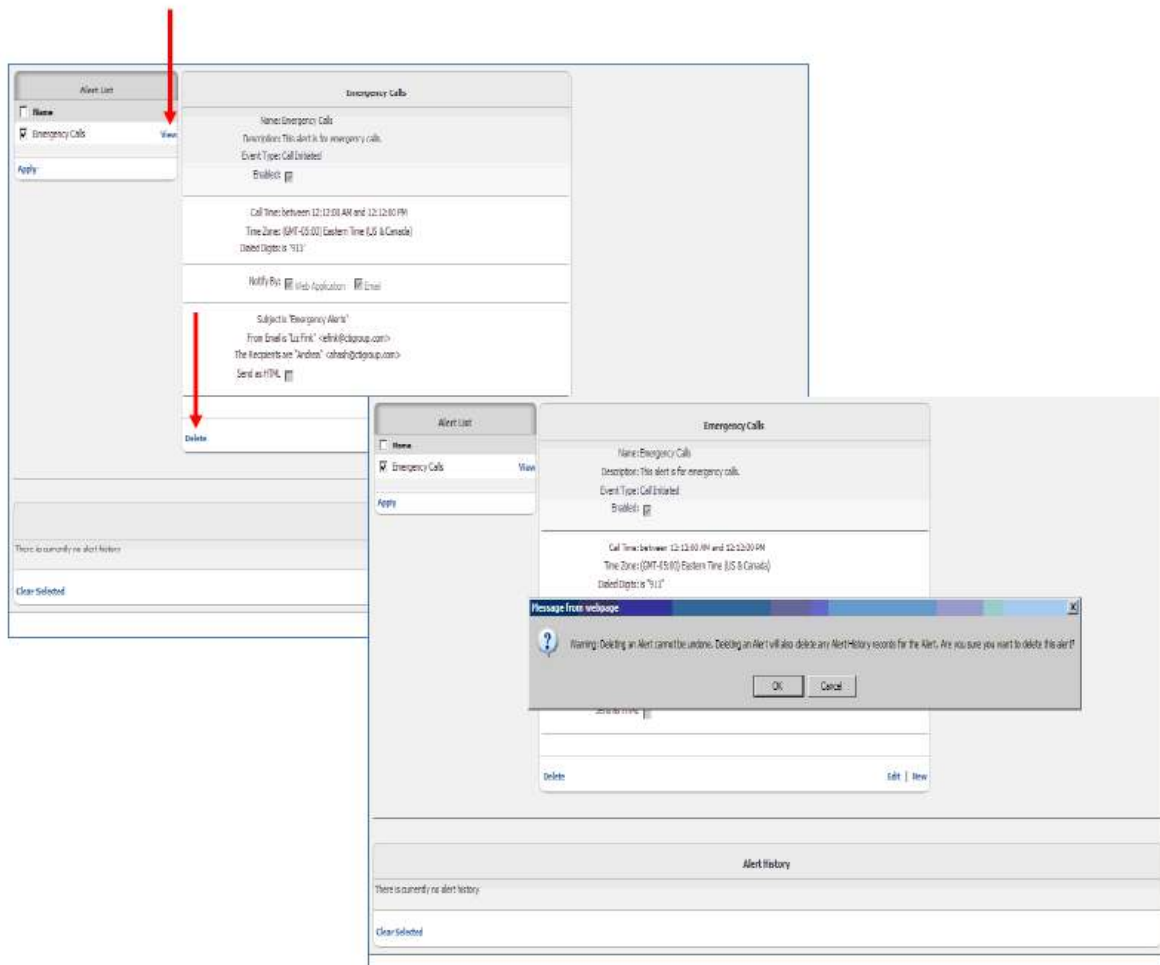 Alert List
Name
Emergency Calls View
Apply
Emergency Calls
Name: Emergency Calls
Description: This alert is for emergency calls.
Event Type: Call Initiated
Enabled:
Call Time: between 12:12:00 AM and 12:12:00 PM
Time Zone: (GMT-05:00) Eastern Time (US & Canada)
Dialed Digits: is "911"
Notify By: Web Application Email
Subject is "Emergency Alerts"
From Email is "Liz Fink"
The Recipients are "Andrea"
Send as HTML
Delete
There is currently no alert history
Clear Selected
Alert List
Name
Emergency Calls View
Apply
Emergency Calls
Name: Emergency Calls
Description: This alert is for emergency calls.
Event Type: Call Initiated
Enabled:
Call Time: between 12:12:00 AM and 12:12:00 PM
Time Zone: (GMT-05:00) Eastern Time (US & Canada)
Dialed Digits: is "911"
Message from webpage X
Warning: Deleting an Alert cannot be undone. Deleting an Alert will also delete any Alert History records for the Alert. Are you sure you want to delete this alert?
OK Cancel
Send as HTML
Delete Edit | New
Alert History
There is currently no alert history
Clear Selected